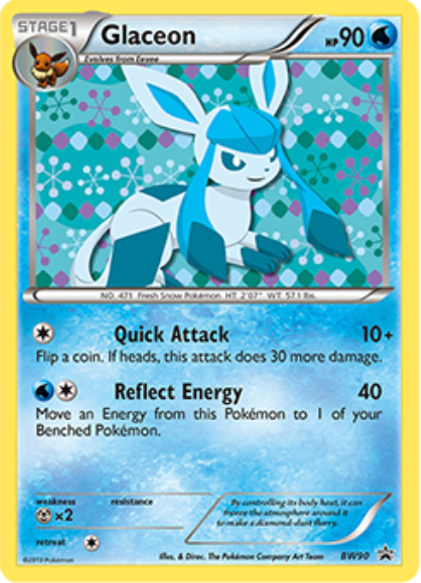 STAGE1
Glaceon
HP90
Evolves from Eevee
NO. 471 Fresh Snow Pokémon HT: 2'07" WT: 57.1 lbs.
Quick Attack 10+
Flip a coin. If heads, this attack does 30 more damage.
Reflect Energy 40
Move an Energy from this Pokémon to 1 of your
Benched Pokémon.
weakness resistance
×2
retreat
By controlling its body heat, it can
freeze the atmosphere around it
to make a diamond-dust flurry.
©2013 Pokémon
Illus. & Direc. The Pokémon Company Art Team
BW90